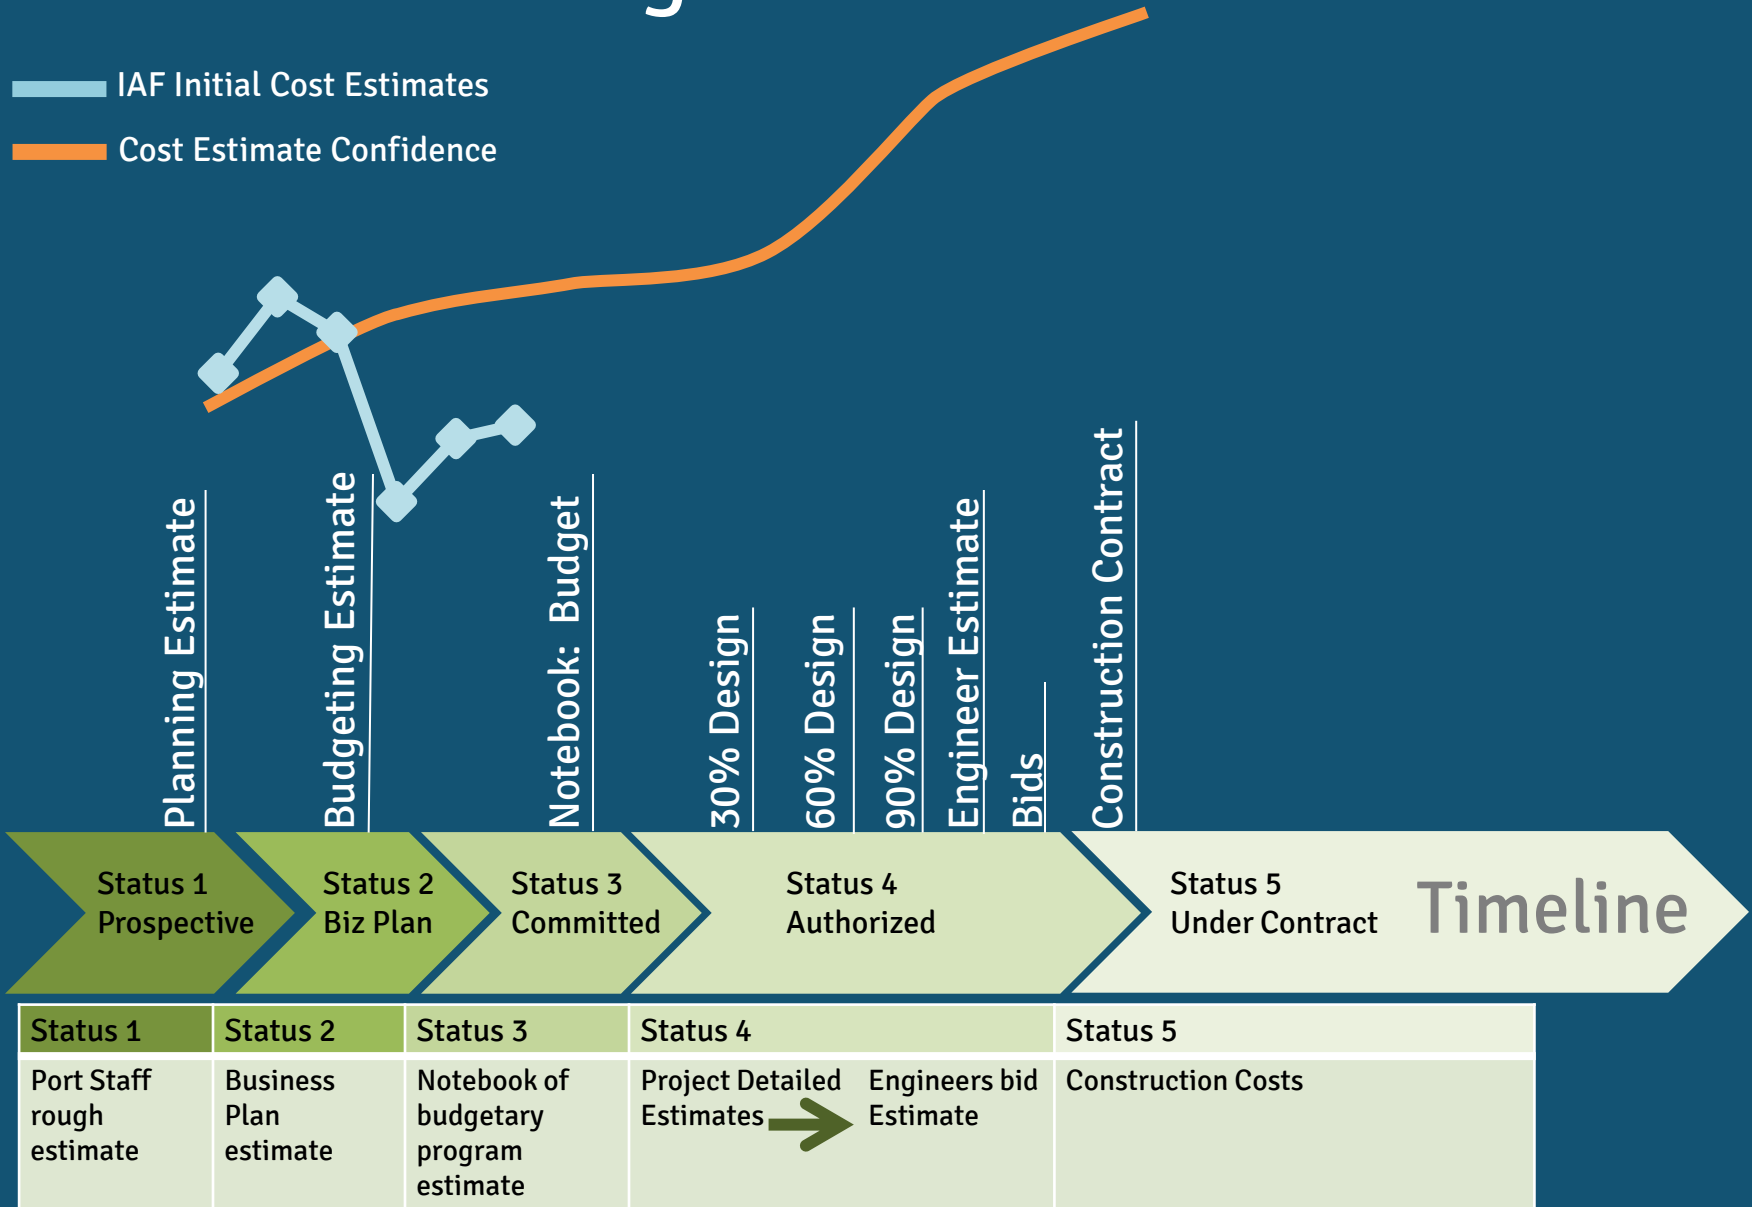 IAF Initial Cost Estimates
Cost Estimate Confidence
Planning Estimate
Budgeting Estimate
Notebook: Budget
30% Design
60% Design
90% Design
Engineer Estimate
Bids
Construction Contract
Status 1
Prospective
Status 2
Biz Plan
Status 3
Committed
Status 4
Authorized
Status 5
Under Contract
Timeline
Status 1
Status 2
Status 3
Status 4
Status 5
Port Staff
rough
estimate
Business
Plan
estimate
Notebook of
budgetary
program
estimate
Project Detailed
Estimates
Engineers bid
Estimate
Construction Costs